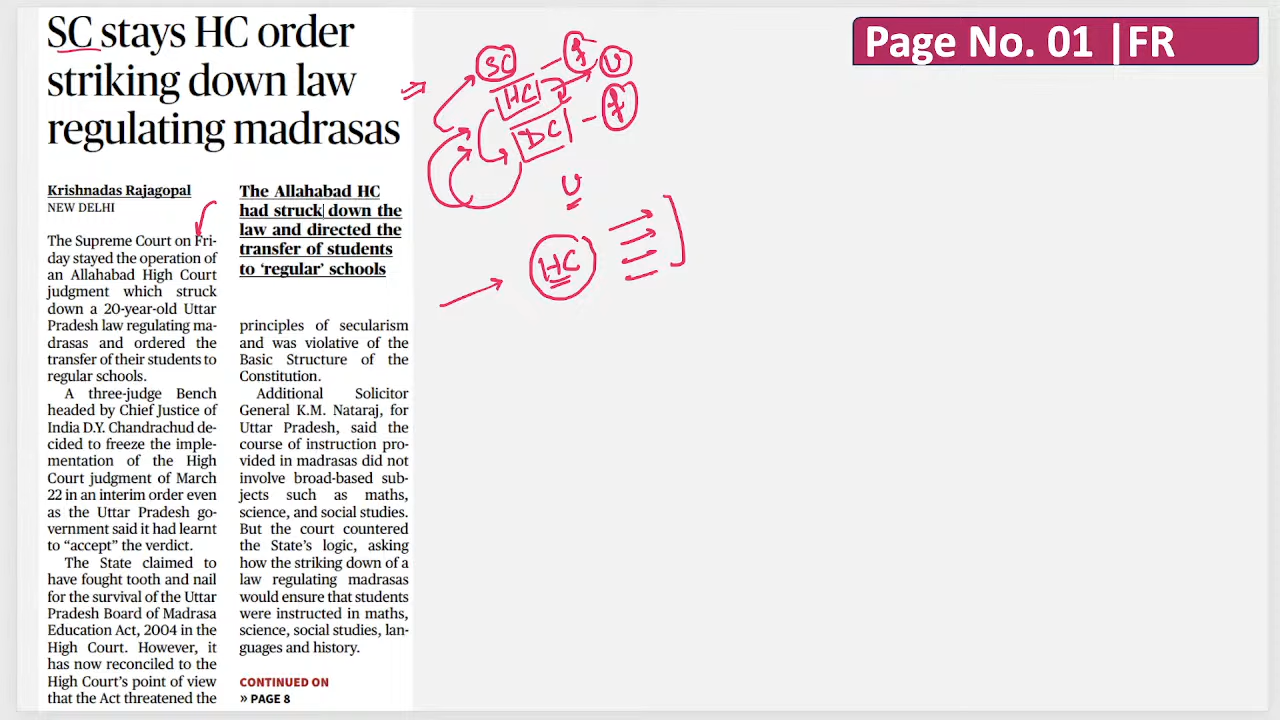 SC stays HC order
striking down law
regulating madrasas
Krishnadas Rajagopal
NEW DELHI
The Supreme Court on Fri-
day stayed the operation of
an Allahabad High Court
judgment which struck
down a 20-year-old Uttar
Pradesh law regulating ma-
drasas and ordered the
transfer of their students to
regular schools.
A three-judge Bench
headed by Chief Justice of
India D.Y. Chandrachud de-
cided to freeze the imple-
mentation of the High
Court judgment of March
22 in an interim order even
as the Uttar Pradesh go-
vernment said it had learnt
to “accept” the verdict.
The State claimed to
have fought tooth and nail
for the survival of the Uttar
Pradesh Board of Madrasa
Education Act, 2004 in the
High Court. However, it
has now reconciled to the
High Court’s point of view
that the Act threatened the
The Allahabad HC
had struck down the
law and directed the
transfer of students
to ‘regular’ schools
principles of secularism
and was violative of the
Basic Structure of the
Constitution.
Additional Solicitor
General K.M. Nataraj, for
Uttar Pradesh, said the
course of instruction pro-
vided in madrasas did not
involve broad-based sub-
jects such as maths,
science, and social studies.
But the court countered
the State’s logic, asking
how the striking down of a
law regulating madrasas
would ensure that students
were instructed in maths,
science, social studies, lan-
guages and history.
CONTINUED ON
» PAGE 8
SC
HC
DC
U
U
HC
Page No. 01 |FR